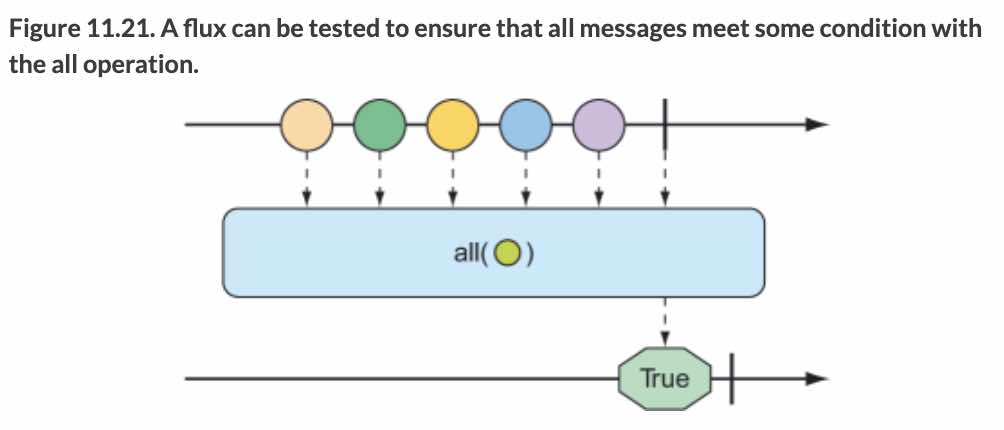 Figure 11.21. A flux can be tested to ensure that all messages meet some condition with
the all operation.
all( )
True